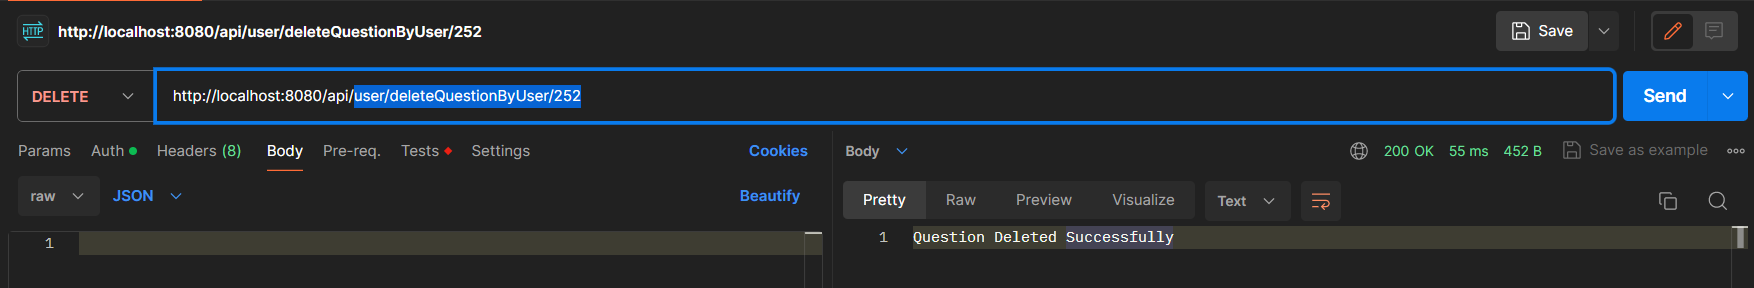 HTTP http://localhost:8080/api/user/deleteQuestionByUser/252 Save
DELETE http://localhost:8080/api/user/deleteQuestionByUser/252 Send
Params Auth Headers (8) Body Pre-req. Tests Settings Cookies
Body 200 OK 55 ms 452 B Save as example
raw JSON Beautify
Pretty Raw Preview Visualize Text
1
1 Question Deleted Successfully